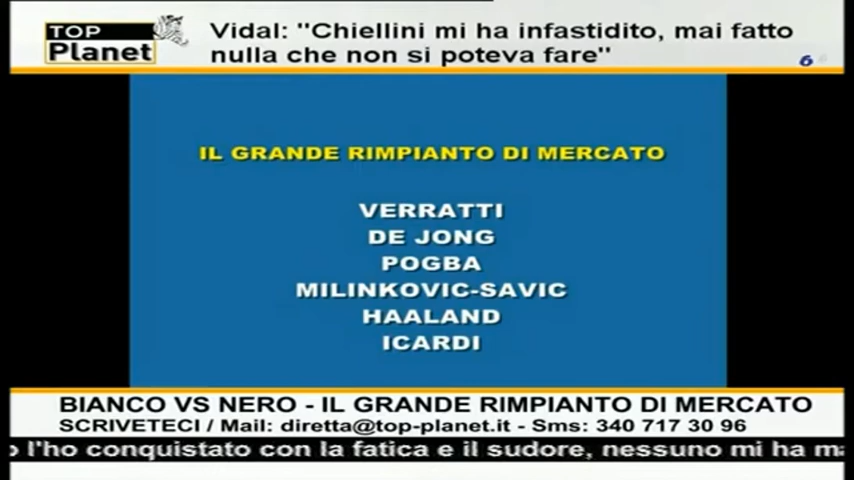 TOP
Planet
Vidal: "Chiellini mi ha infastidito, mai fatto
nulla che non si poteva fare"
6
IL GRANDE RIMPIANTO DI MERCATO
VERRATTI
DE JONG
POGBA
MILINKOVIC-SAVIC
HAALAND
ICARDI
BIANCO VS NERO - IL GRANDE RIMPIANTO DI MERCATO
SCRIVETECI / Mail: diretta@top-planet.it - Sms: 340 717 30 96
o l'ho conquistato con la fatica e il sudore, nessuno mi ha ma